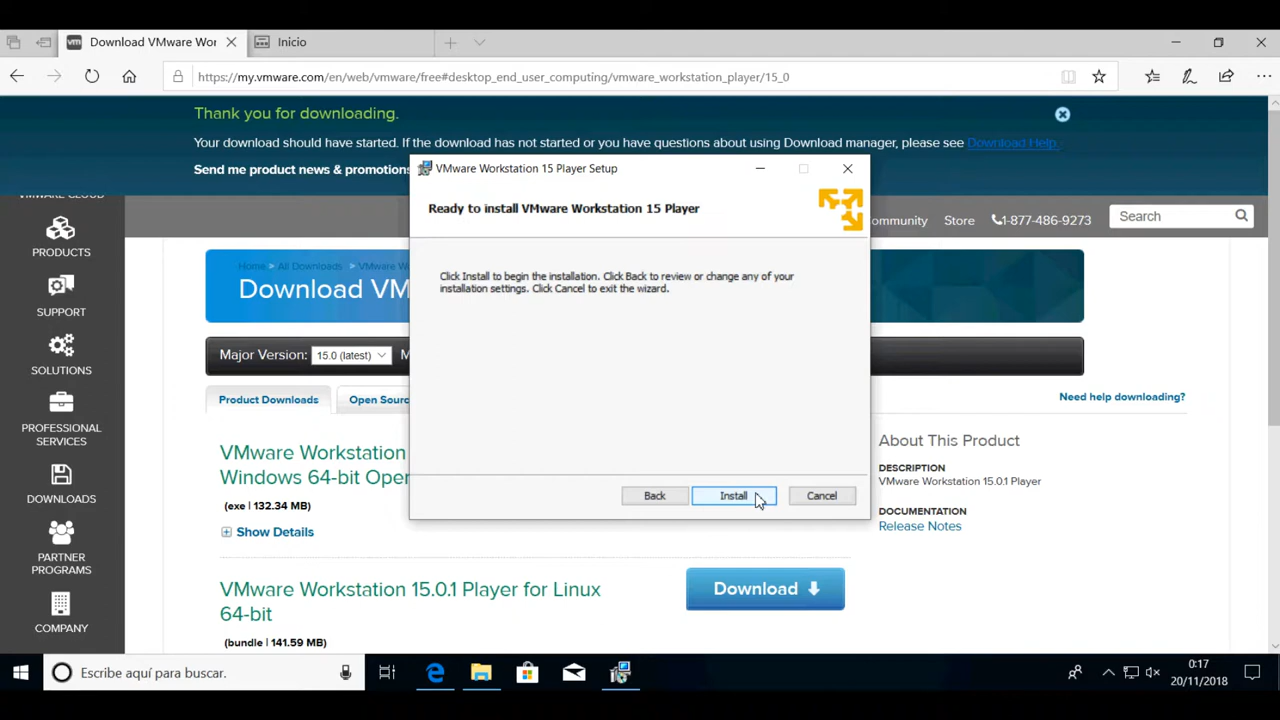 vm Download VMware Wor
Inicio
https://my.vmware.com/en/web/vmware/free#desktop_end_user_computing/vmware_workstation_player/15_0
Thank you for downloading.
Your download should have started. If the download has not started or you have questions about using Download manager, please see Download Help.
Send me product news & promotions
VMware Workstation 15 Player Setup
Ready to install VMware Workstation 15 Player
Click Install to begin the installation. Click Back to review or change any of your
installation settings. Click Cancel to exit the wizard.
Back
Install
Cancel
VMWARE CLOUD
PRODUCTS
SUPPORT
SOLUTIONS
PROFESSIONAL
SERVICES
DOWNLOADS
PARTNER
PROGRAMS
COMPANY
ommunity
Store
1-877-486-9273
Search
Home > All Downloads > VMware W
Download VM
Major Version:
15.0 (latest)
M
Product Downloads
Open Sourc
Need help downloading?
VMware Workstation
Windows 64-bit Oper
(exe | 132.34 MB)
Show Details
VMware Workstation 15.0.1 Player for Linux
64-bit
(bundle | 141.59 MB)
Download
About This Product
DESCRIPTION
VMware Workstation 15.0.1 Player
DOCUMENTATION
Release Notes
Escribe aquí para buscar.
0:17
20/11/2018